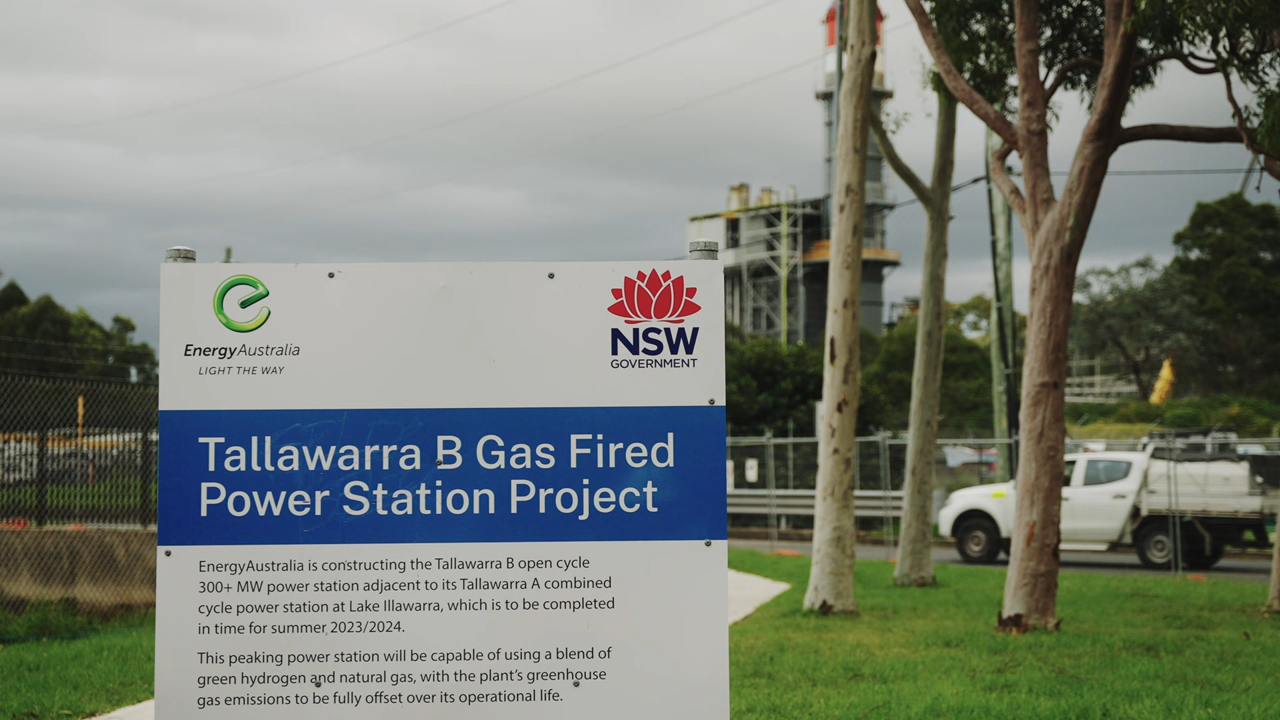 EnergyAustralia
LIGHT THE WAY
NSW
GOVERNMENT
Tallawarra B Gas Fired
Power Station Project
EnergyAustralia is constructing the Tallawarra B open cycle
300+ MW power station adjacent to its Tallawarra A combined
cycle power station at Lake Illawarra, which is to be completed
in time for summer 2023/2024.
This peaking power station will be capable of using a blend of
green hydrogen and natural gas, with the plant's greenhouse
gas emissions to be fully offset over its operational life.